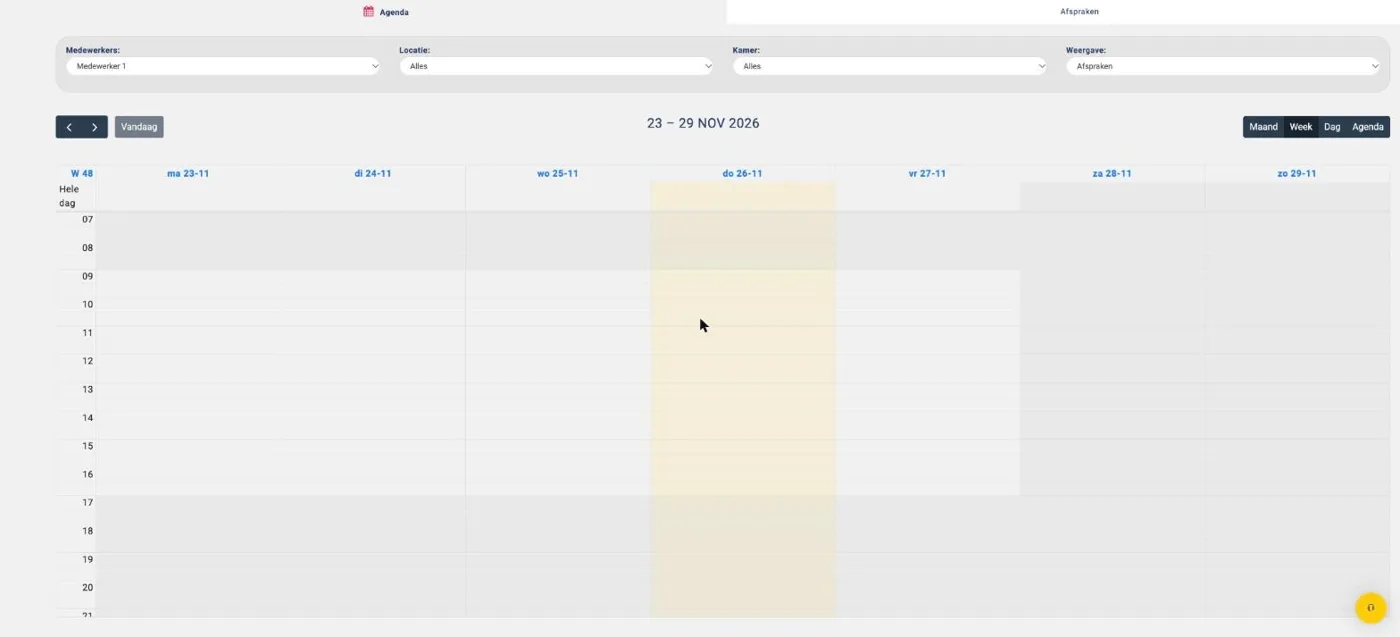 Agenda
Afspraken
Medewerkers:
Locatie:
Kamer:
Weergave:
Medewerker 1
Alles
Alles
Afspraken
Vandaag
23 – 29 NOV 2026
Maand
Week
Dag
Agenda
W 48
ma 23-11
di 24-11
wo 25-11
do 26-11
vr 27-11
za 28-11
zo 29-11
Hele
dag
07
08
09
10
11
12
13
14
15
16
17
18
19
20
21